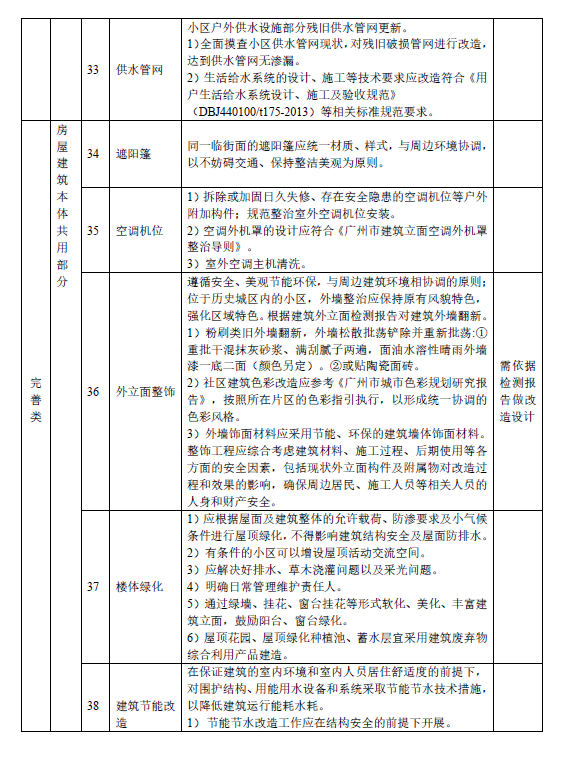 小区户外供水设施部分残旧供水管网更新。
1)全面摸查小区供水管网现状，对残旧破损管网进行改造，
达到供水管网无渗漏。
33
供水管网
2）生活给水系统的设计、施工等技术要求应改造符合《用
户生活给水系统设计、施工及验收规范》
（DBJ440100/t175-2013）等相关标准规范要求。
房
屋
建
筑
本
体
共
用
部
分
34
遮阳篷
同一临街面的遮阳篷应统一材质、样式，与周边环境协调，
以不妨碍交通、保持整洁美观为原则。
35
空调机位
1）拆除或加固日久失修、存在安全隐患的空调机位等户外
附加构件；规范整治室外空调机位安装。
2）空调外机罩的设计应符合《广州市建筑立面空调外机罩
整治导则》。
3）室外空调主机清洗。
完
善
类
36
外立面整饰
遵循安全、美观节能环保，与周边建筑环境相协调的原则；
位于历史城区内的小区，外墙整治应保持原有风貌特色，
强化区域特色。根据建筑外立面检测报告对建筑外墙翻新。
1）粉刷类旧外墙翻新，外墙松散批荡铲除并重新批荡:①
重批干混抹灰砂浆、满刮腻子两遍，面油水溶性晴雨外墙
漆一底二面（颜色另定）。②或贴陶瓷面砖。
2）社区建筑色彩改造应参考《广州市城市色彩规划研究报
告》，按照所在片区的色彩指引执行，以形成统一协调的
色彩风格。
3）外墙饰面材料应采用节能、环保的建筑墙体饰面材料。
整饰工程应综合考虑建筑材料、施工过程、后期使用等各
方面的安全因素，包括现状外立面构件及附属物对改造过
程和效果的影响，确保周边居民、施工人员等相关人员的
人身和财产安全。
需依据
检测报
告做改
造设计
37
楼体绿化
1）应根据屋面及建筑整体的允许载荷、防渗要求及小气候
条件进行屋顶绿化，不得影响建筑结构安全及屋面防排水。
2）有条件的小区可以增设屋顶活动交流空间。
3）应解决好排水、草木浇灌问题以及采光问题。
4）明确日常管理维护责任人。
5）通过绿墙、挂花、窗台挂花等形式软化、美化、丰富建
筑立面，鼓励阳台、窗台绿化。
6）屋顶花园、屋顶绿化种植池、蓄水层宜采用建筑废弃物
综合利用产品建造。
38
建筑节能改
造
在保证建筑的室内环境和室内人员居住舒适度的前提下，
对围护结构、用能用水设备和系统采取节能节水技术措施，
以降低建筑运行能耗水耗。
1）节能节水改造工作应在结构安全的前提下开展。